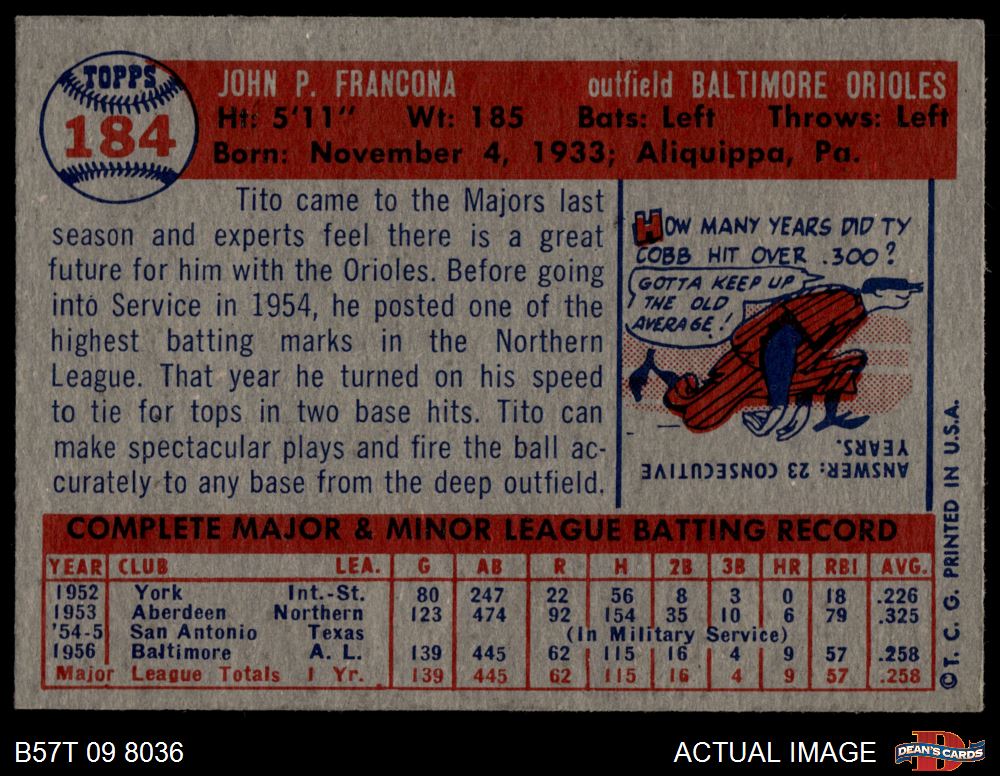 TOPPS
184
JOHN P. FRANCONA outfield BALTIMORE ORIOLES
Ht: 5'11" Wt: 185 Bats: Left Throws: Left
Born: November 4, 1933; Aliquippa, Pa.
Tito came to the Majors last
season and experts feel there is a great
future for him with the Orioles. Before going
into Service in 1954, he posted one of the
highest batting marks in the Northern
League. That year he turned on his speed
to tie for tops in two base hits. Tito can
make spectacular plays and fire the ball ac-
curately to any base from the deep outfield.
HOW MANY YEARS DID TY
COBB HIT OVER .300?
GOTTA KEEP UP
THE OLD
AVERAGE!
ANSWER: 23 CONSECUTIVE
YEARS.
COMPLETE MAJOR & MINOR LEAGUE BATTING RECORD
YEAR CLUB LEA. G AB R H 2B 3B HR RBI AVG.
1952 York Int.-St. 80 247 22 56 8 3 0 18 .226
1953 Aberdeen Northern 123 474 92 154 35 10 6 79 .325
'54-5 San Antonio Texas (In Military Service)
1956 Baltimore A. L. 139 445 62 115 16 4 9 57 .258
Major League Totals 1 Yr. 139 445 62 115 16 4 9 57 .258
©T. C. G. PRINTED IN U.S.A.
B57T 09 8036 ACTUAL IMAGE
D
DEAN'S CARDS